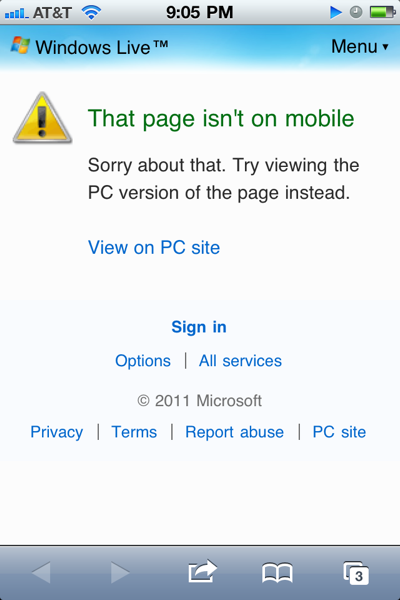 AT&T 9:05 PM
Windows Live™ Menu ▾
That page isn't on mobile
Sorry about that. Try viewing the
PC version of the page instead.
View on PC site
Sign in
Options | All services
© 2011 Microsoft
Privacy | Terms | Report abuse | PC site
3